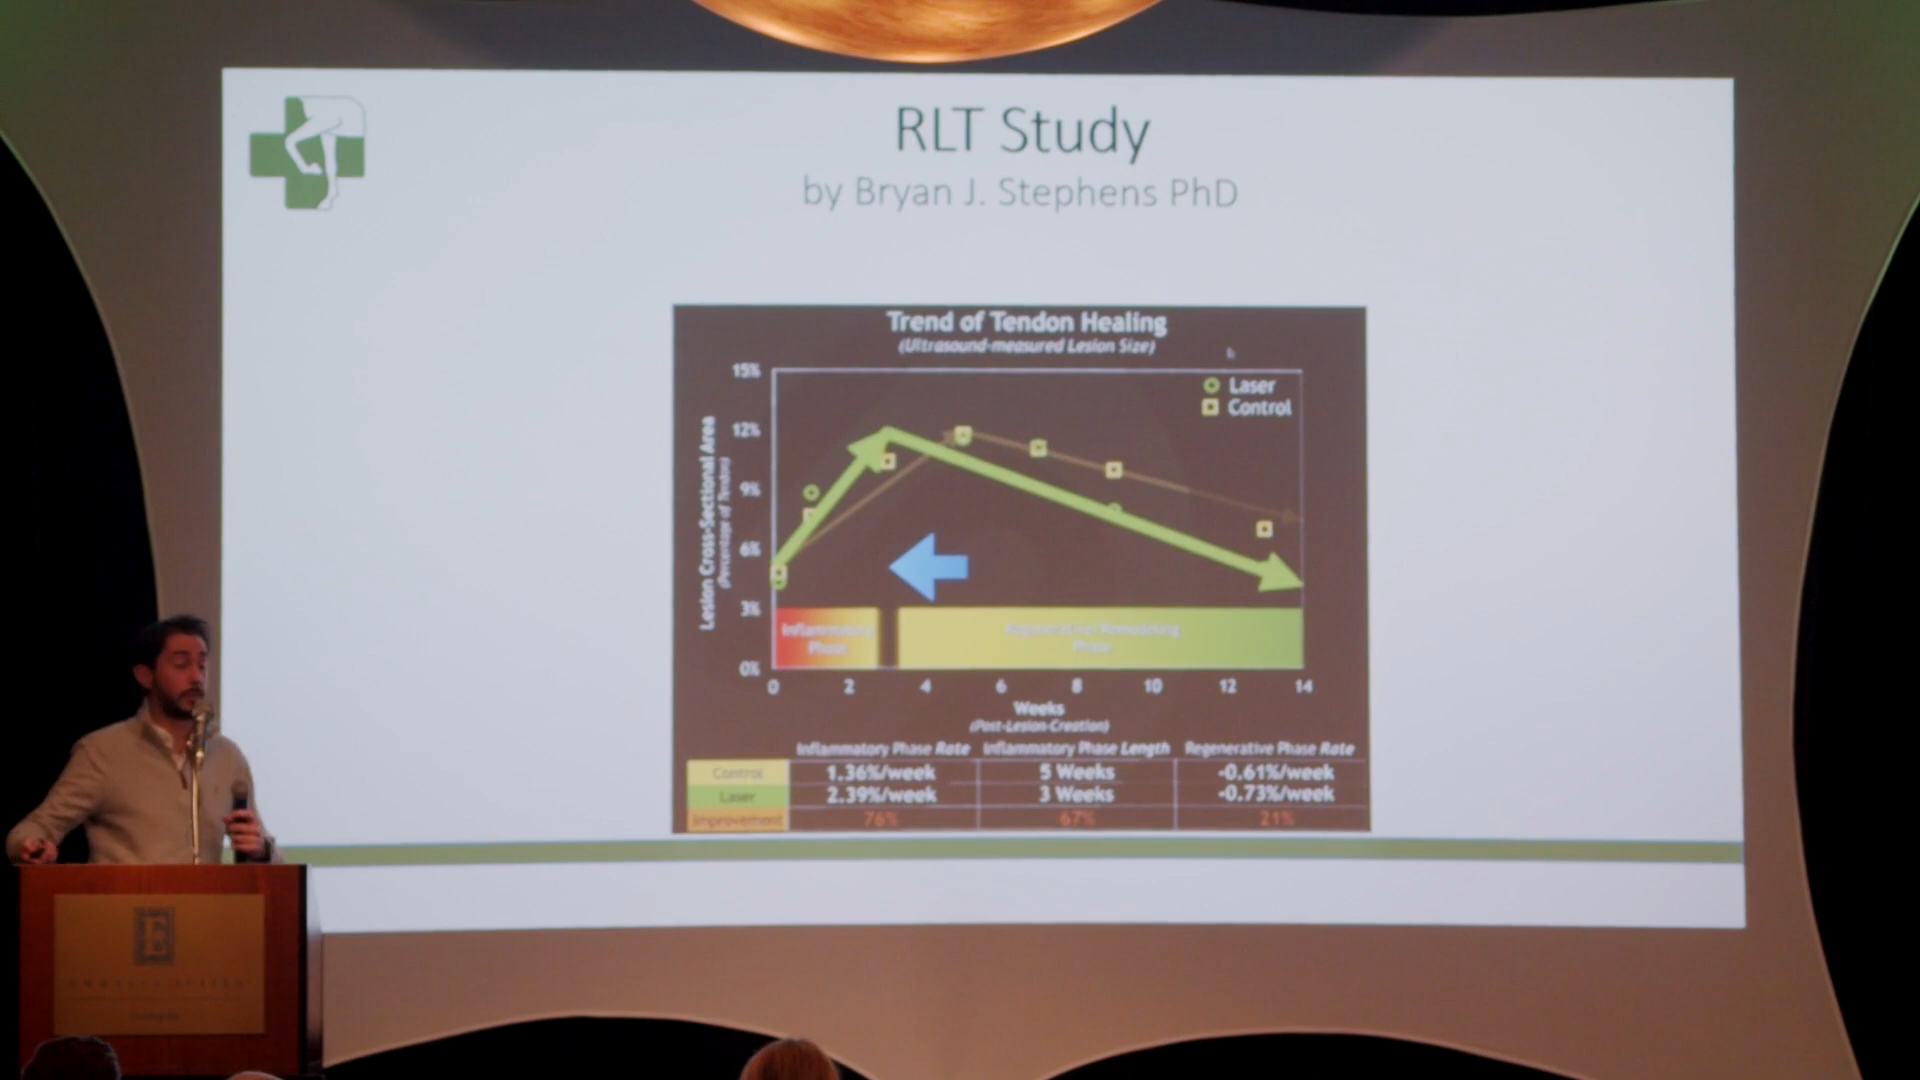 RLT Study
by Bryan J. Stephens PhD
Trend of Tendon Healing
(Ultrasound-measured Lesion Size)
Laser
Control
Lesion Cross-Sectional Area
(Percentage of Tendon)
15%
12%
9%
6%
3%
0%
Inflammatory
Phase
Regenerative/Remodeling
Phase
0 2 4 6 8 10 12 14
Weeks
(Post-Lesion-Creation)
Inflammatory Phase Rate Inflammatory Phase Length Regenerative Phase Rate
Control 1.36%/week 5 Weeks -0.61%/week
Laser 2.39%/week 3 Weeks -0.73%/week
Improvement 76% 67% 21%
E